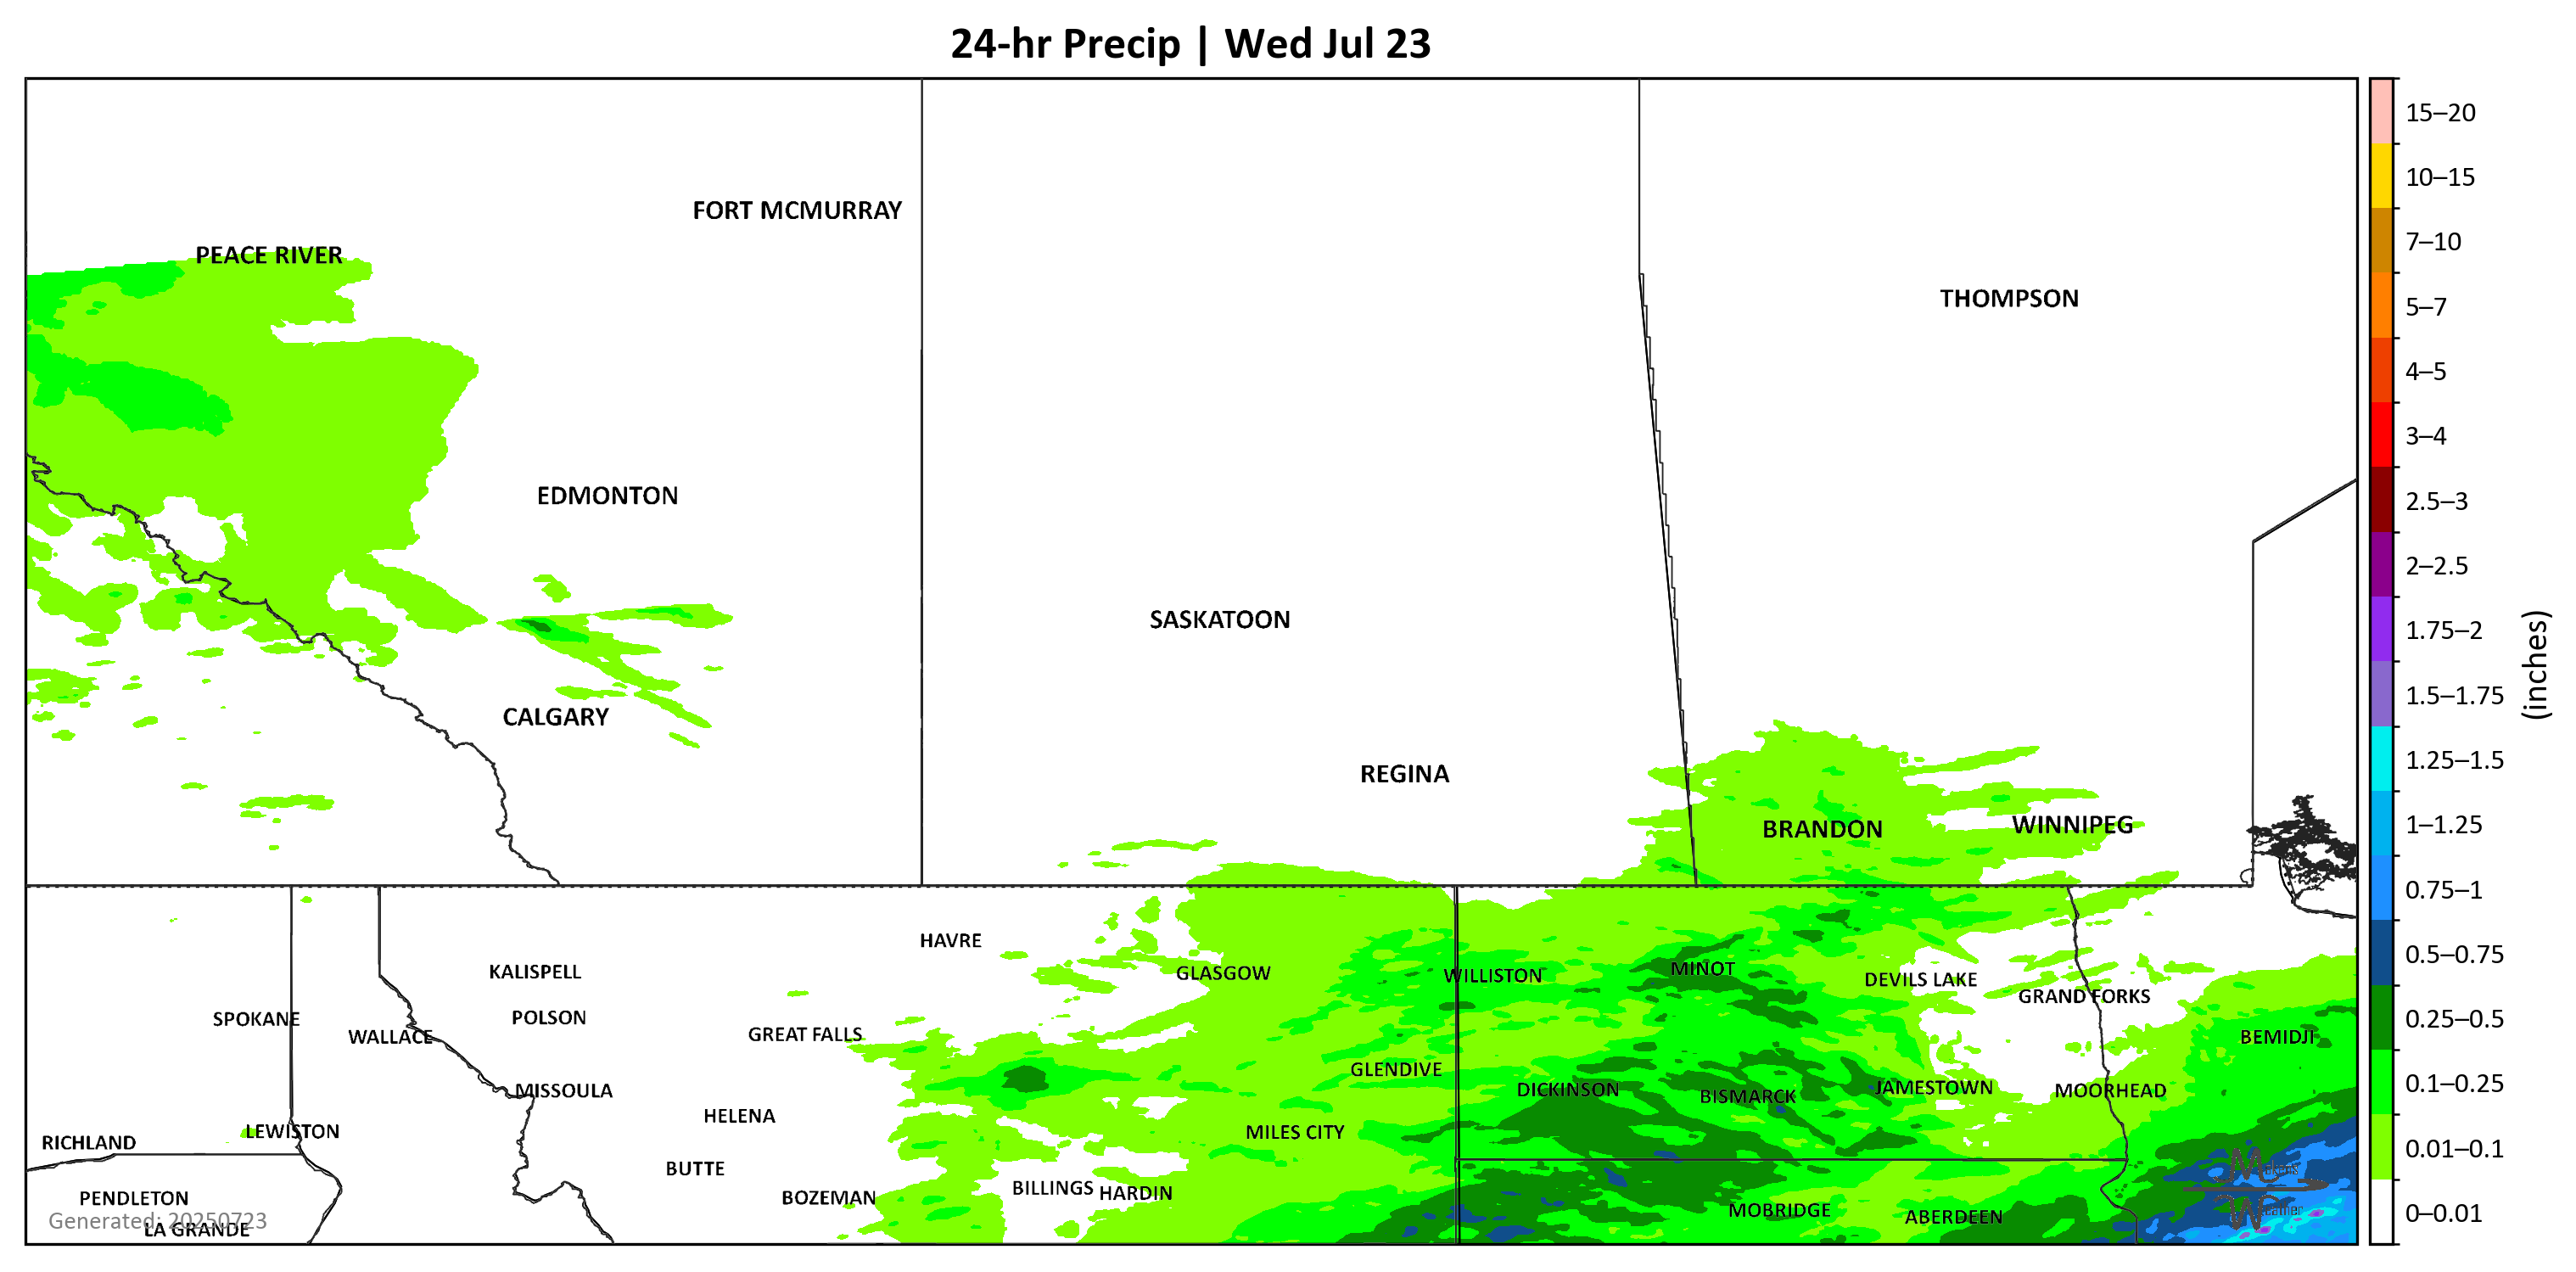 24-hr Precip | Wed Jul 23
FORT MCMURRAY
PEACE RIVER
THOMPSON
EDMONTON
SASKATOON
CALGARY
REGINA
BRANDON
WINNIPEG
HAVRE
KALISPELL
GLASGOW
WILLISTON
MINOT
DEVILS LAKE
GRAND FORKS
SPOKANE
POLSON
WALLACE
GREAT FALLS
BEMIDJI
GLENDIVE
MISSOULA
DICKINSON
BISMARCK
JAMESTOWN
MOORHEAD
HELENA
RICHLAND
LEWISTON
MILES CITY
BUTTE
PENDLETON
BOZEMAN
BILLINGS
HARDIN
MOBRIDGE
ABERDEEN
Generated: 20250723
LA GRANDE
15–20
10–15
7–10
5–7
4–5
3–4
2.5–3
2–2.5
1.75–2
1.5–1.75
1.25–1.5
1–1.25
0.75–1
0.5–0.75
0.25–0.5
0.1–0.25
0.01–0.1
0–0.01
(inches)